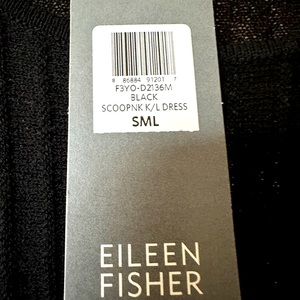 8 86884 91201 7
F3YO-D2136M
BLACK
SCOOPNK K/L DRESS
SML
EILEEN
FISHER